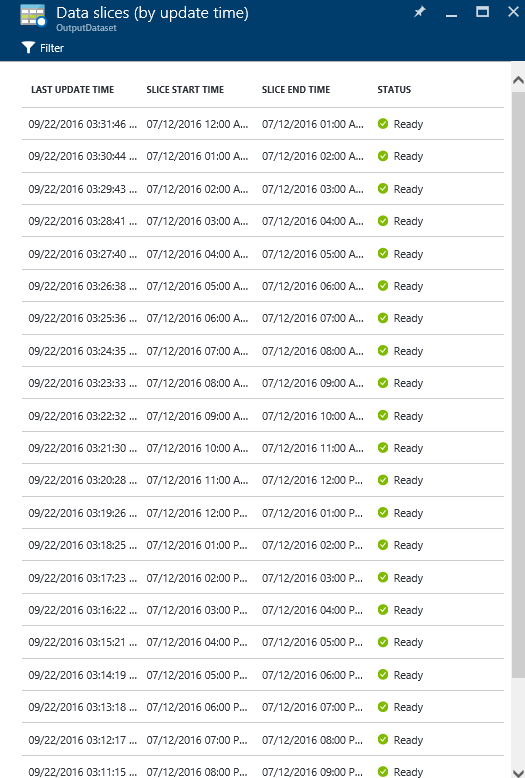 Data slices (by update time)
OutputDataset
Filter
LAST UPDATE TIME SLICE START TIME SLICE END TIME STATUS
09/22/2016 03:31:46 ... 07/12/2016 12:00 A... 07/12/2016 01:00 A... Ready
09/22/2016 03:30:44 ... 07/12/2016 01:00 A... 07/12/2016 02:00 A... Ready
09/22/2016 03:29:43 ... 07/12/2016 02:00 A... 07/12/2016 03:00 A... Ready
09/22/2016 03:28:41 ... 07/12/2016 03:00 A... 07/12/2016 04:00 A... Ready
09/22/2016 03:27:40 ... 07/12/2016 04:00 A... 07/12/2016 05:00 A... Ready
09/22/2016 03:26:38 ... 07/12/2016 05:00 A... 07/12/2016 06:00 A... Ready
09/22/2016 03:25:36 ... 07/12/2016 06:00 A... 07/12/2016 07:00 A... Ready
09/22/2016 03:24:35 ... 07/12/2016 07:00 A... 07/12/2016 08:00 A... Ready
09/22/2016 03:23:33 ... 07/12/2016 08:00 A... 07/12/2016 09:00 A... Ready
09/22/2016 03:22:32 ... 07/12/2016 09:00 A... 07/12/2016 10:00 A... Ready
09/22/2016 03:21:30 ... 07/12/2016 10:00 A... 07/12/2016 11:00 A... Ready
09/22/2016 03:20:28 ... 07/12/2016 11:00 A... 07/12/2016 12:00 P... Ready
09/22/2016 03:19:26 ... 07/12/2016 12:00 P... 07/12/2016 01:00 P... Ready
09/22/2016 03:18:25 ... 07/12/2016 01:00 P... 07/12/2016 02:00 P... Ready
09/22/2016 03:17:23 ... 07/12/2016 02:00 P... 07/12/2016 03:00 P... Ready
09/22/2016 03:16:22 ... 07/12/2016 03:00 P... 07/12/2016 04:00 P... Ready
09/22/2016 03:15:21 ... 07/12/2016 04:00 P... 07/12/2016 05:00 P... Ready
09/22/2016 03:14:19 ... 07/12/2016 05:00 P... 07/12/2016 06:00 P... Ready
09/22/2016 03:13:18 ... 07/12/2016 06:00 P... 07/12/2016 07:00 P... Ready
09/22/2016 03:12:17 ... 07/12/2016 07:00 P... 07/12/2016 08:00 P... Ready
09/22/2016 03:11:15 ... 07/12/2016 08:00 P... 07/12/2016 09:00 P... Ready